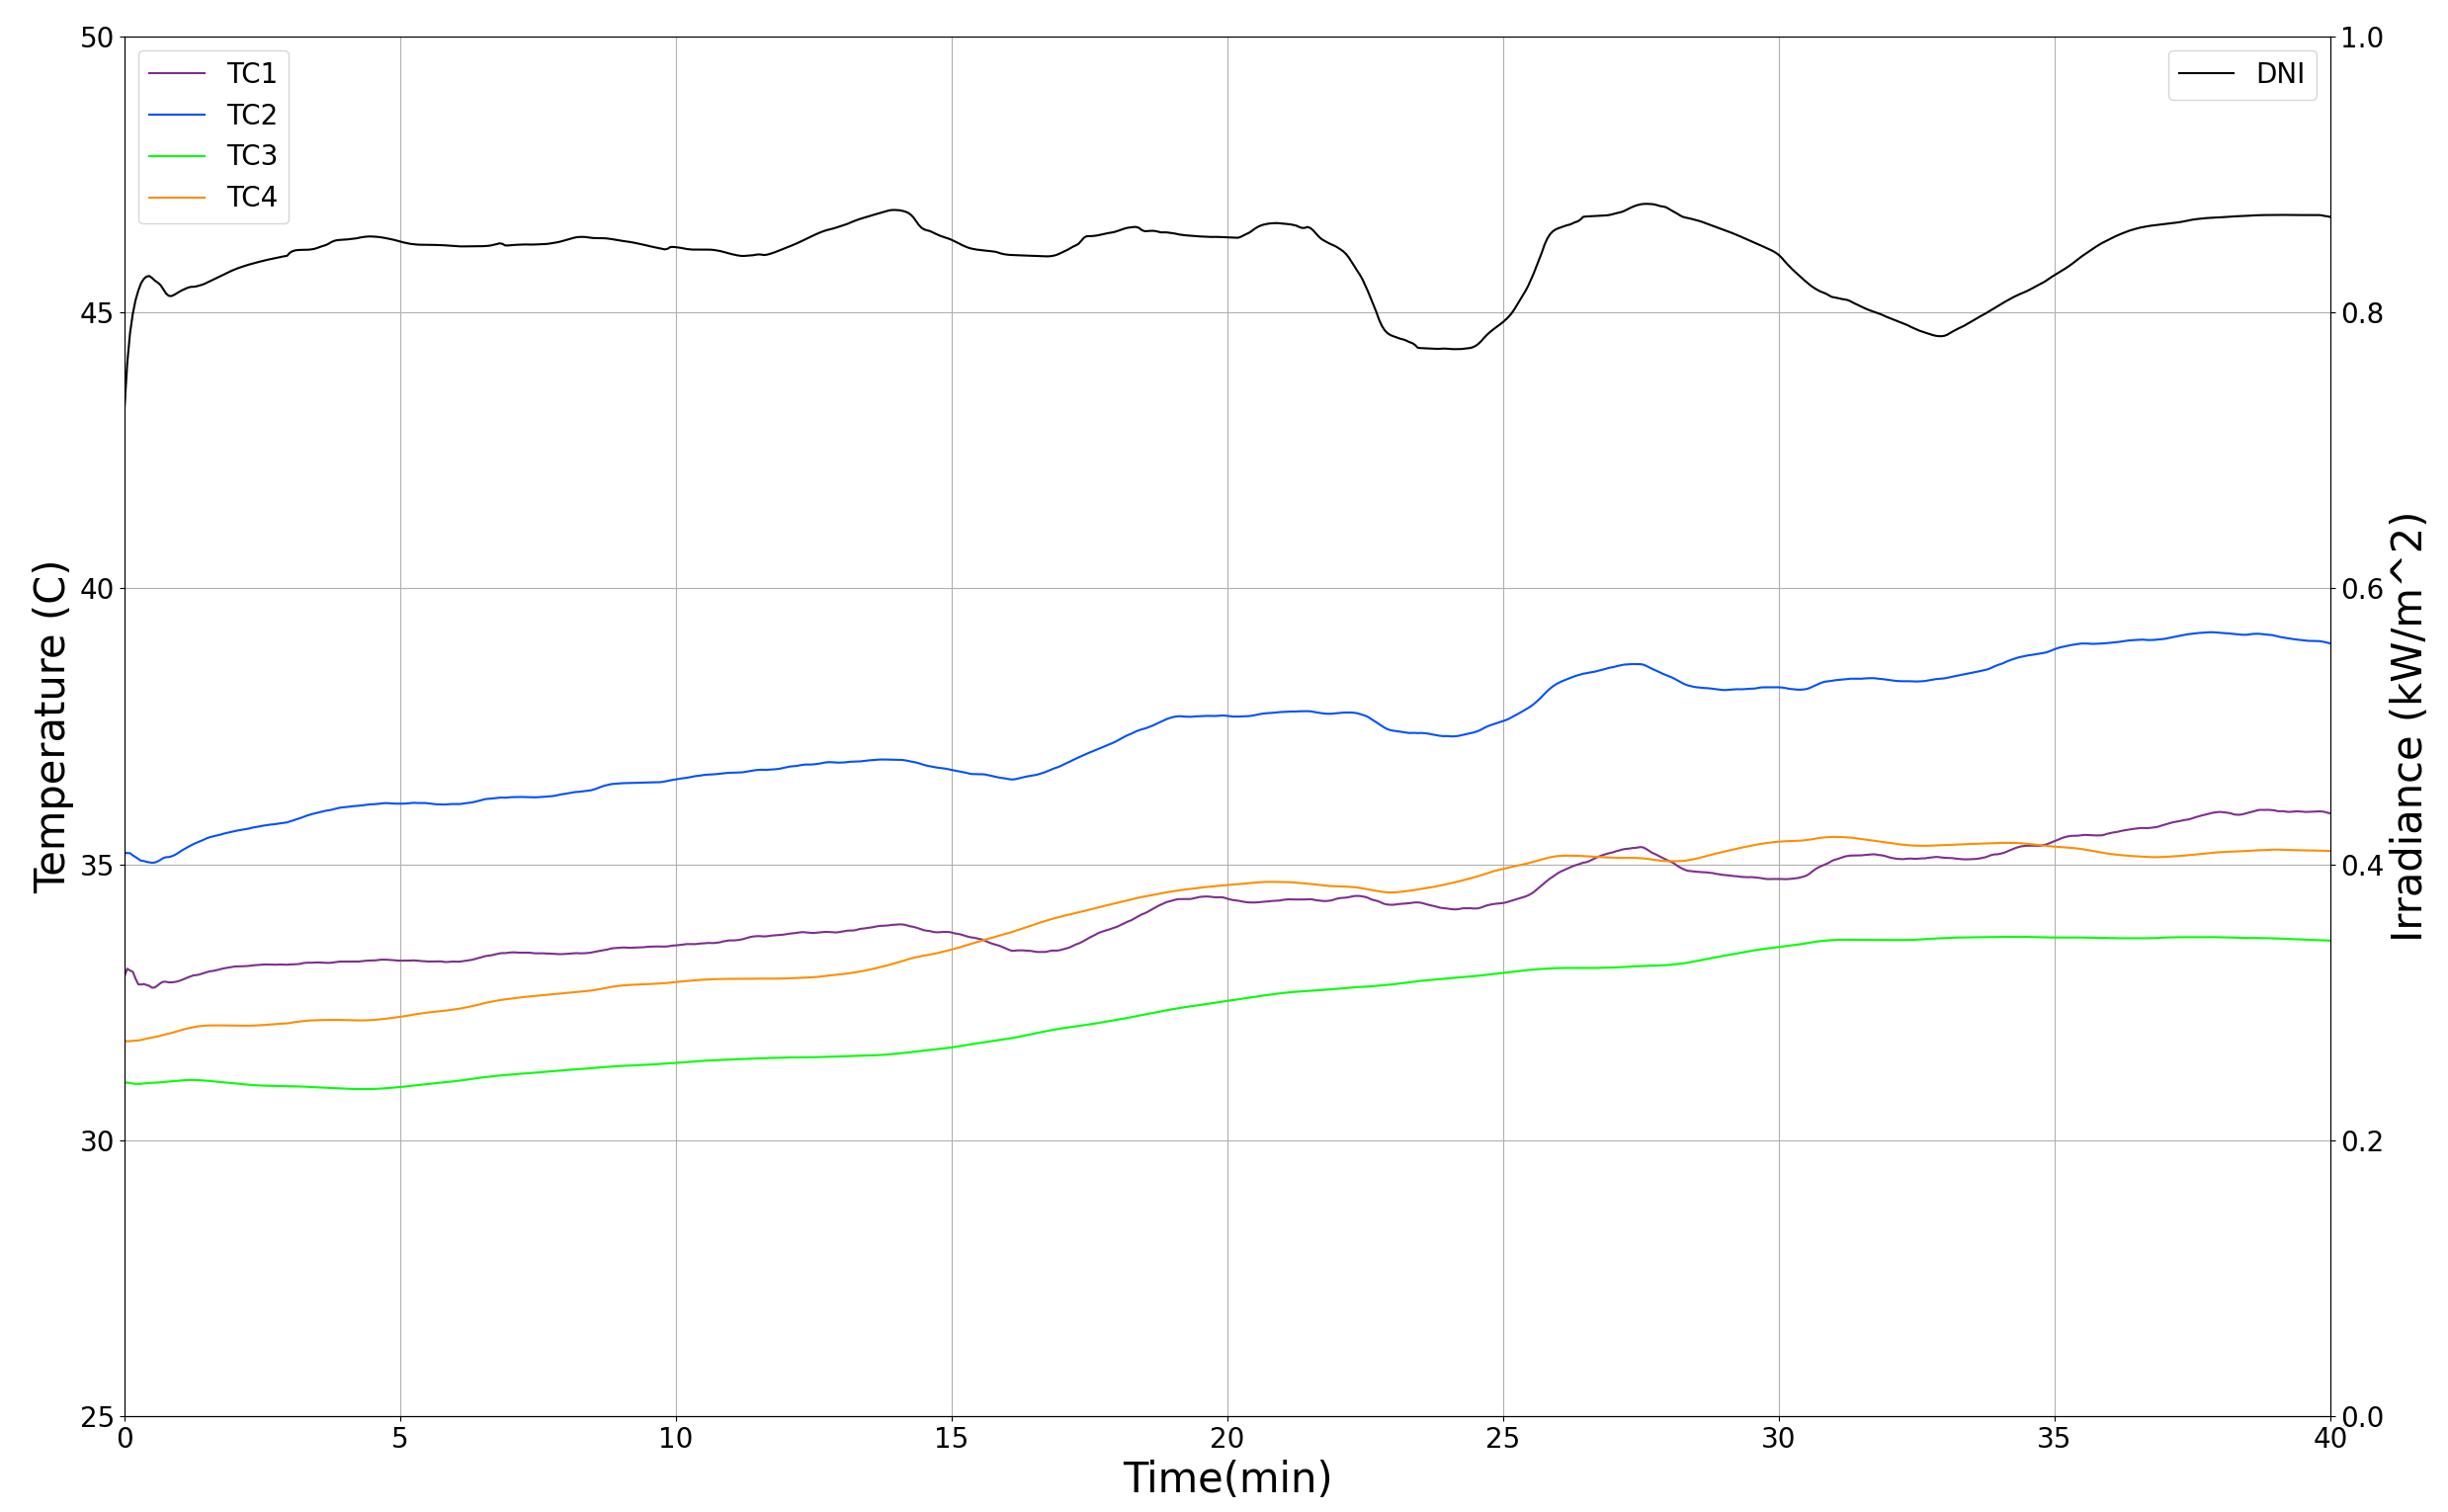 TC1
TC2
TC3
TC4
DNI
50
45
40
35
30
25
1.0
0.8
0.6
0.4
0.2
0.0
Temperature (C)
Irradiance (kW/m^2)
0 5 10 15 20 25 30 35 40
Time(min)